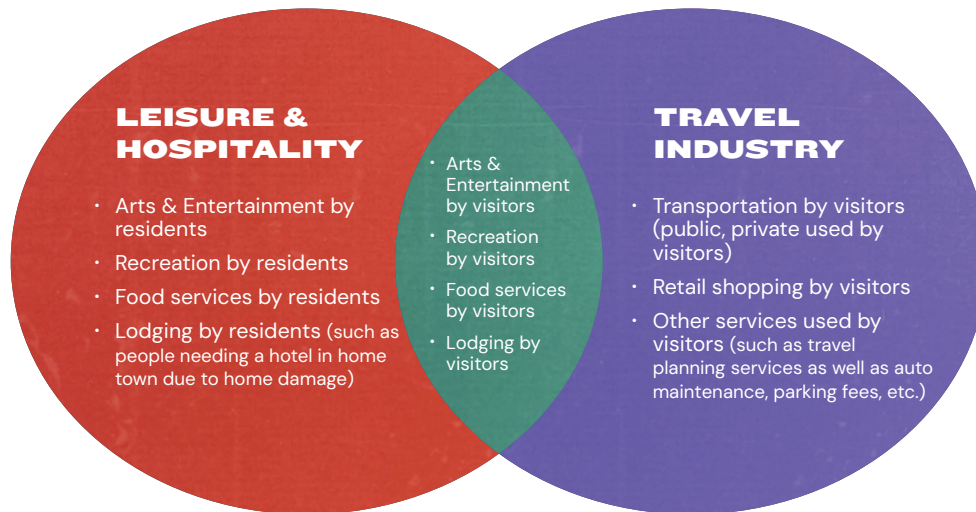 LEISURE &
HOSPITALITY
· Arts & Entertainment by
residents
· Recreation by residents
· Food services by residents
· Lodging by residents (such as
people needing a hotel in home
town due to home damage)
· Arts &
Entertainment
by visitors
· Recreation
by visitors
· Food services
by visitors
· Lodging by
visitors
TRAVEL
INDUSTRY
· Transportation by visitors
(public, private used by
visitors)
· Retail shopping by visitors
· Other services used by
visitors (such as travel
planning services as well as auto
maintenance, parking fees, etc.)